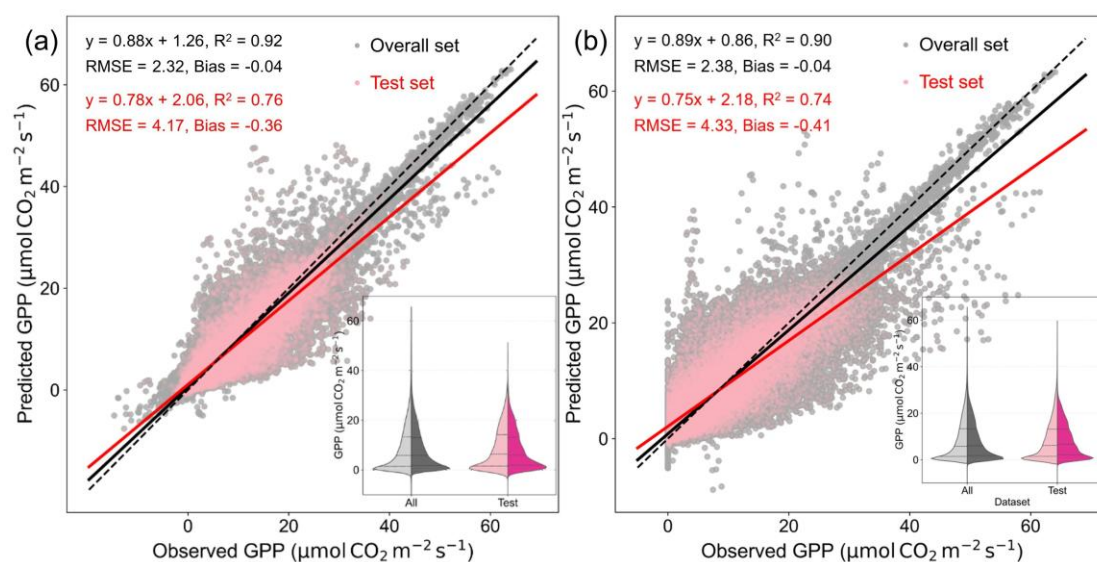 (a)
y = 0.88x + 1.26, R² = 0.92
RMSE = 2.32, Bias = -0.04
y = 0.78x + 2.06, R² = 0.76
RMSE = 4.17, Bias = -0.36
Overall set
Test set
Predicted GPP (μmol CO₂ m⁻² s⁻¹)
60
40
20
0
0
20
40
60
Observed GPP (μmol CO₂ m⁻² s⁻¹)
GPP (μmol CO₂ m⁻² s⁻¹)
60
40
20
0
All
Test
(b)
y = 0.89x + 0.86, R² = 0.90
RMSE = 2.38, Bias = -0.04
y = 0.75x + 2.18, R² = 0.74
RMSE = 4.33, Bias = -0.41
Overall set
Test set
Predicted GPP (μmol CO₂ m⁻² s⁻¹)
60
40
20
0
0
20
40
60
Observed GPP (μmol CO₂ m⁻² s⁻¹)
GPP (μmol CO₂ m⁻² s⁻¹)
60
40
20
0
All
Test
Dataset